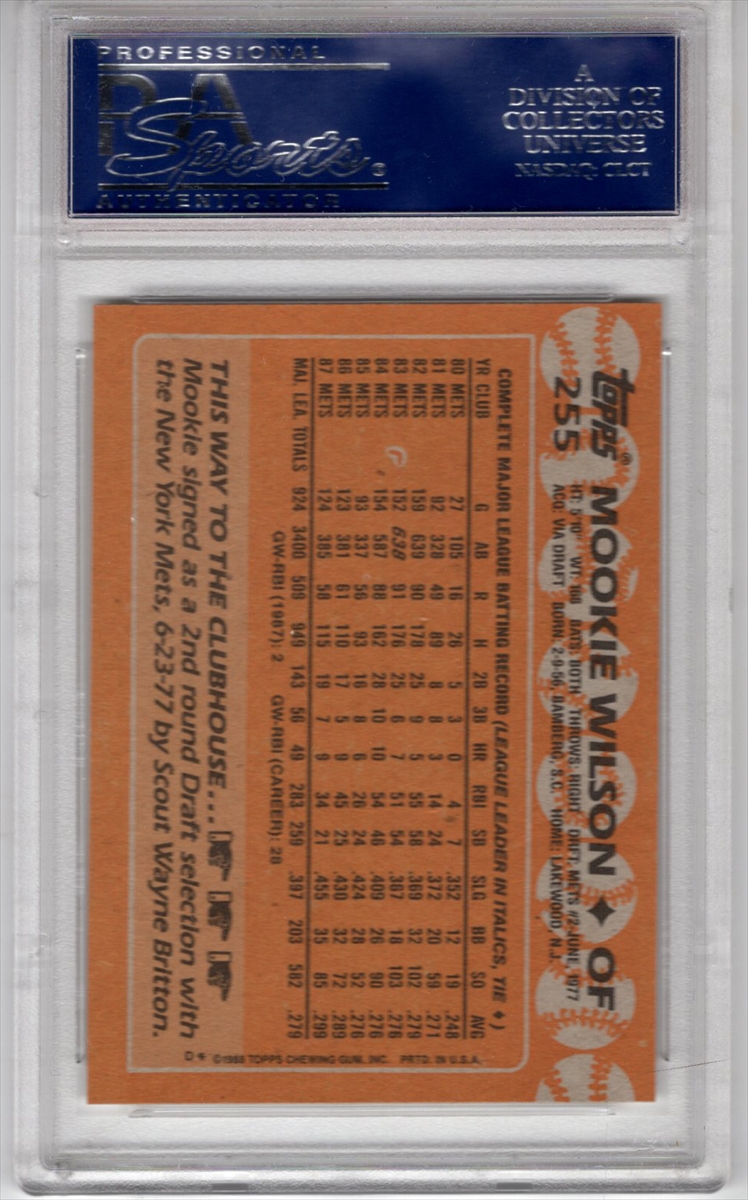 PROFESSIONAL
PSA
Sports®
AUTHENTICATOR
A
DIVISION OF
COLLECTORS
UNIVERSE
NASDAQ: CLCT
topps®
255
MOOKIE WILSON ♦ OF
HT: 5'10" WT: 168 BATS: BOTH THROWS: RIGHT DRAFT: METS #2-JUNE, 1977
ACQ: VIA DRAFT BORN: 2-9-56, BAMBERG, S.C. HOME: LAKEWOOD, N.J.
COMPLETE MAJOR LEAGUE BATTING RECORD (LEAGUE LEADER IN ITALICS, TIE ♦)
YR CLUB G AB R H 2B 3B HR RBI SB SLG BB SO AVG
80 METS 27 105 16 26 5 3 0 4 7 .352 12 19 .248
81 METS 92 328 49 89 8 8 3 14 24 .372 20 59 .271
82 METS 159 639 90 178 25 9 5 55 58 .369 32 102 .279
83 METS 152 638 91 176 25 6 7 51 54 .367 18 103 .276
84 METS 154 587 88 162 28 10 10 54 46 .409 26 90 .276
85 METS 93 337 56 93 16 8 6 26 24 .424 28 52 .276
86 METS 123 381 61 110 17 5 9 45 25 .430 32 72 .289
87 METS 124 385 58 115 19 7 9 34 21 .455 35 85 .299
MAJ. LEA. TOTALS 924 3400 509 949 143 56 49 283 259 .397 203 582 .279
GW-RBI (1987): 2 GW-RBI (CAREER): 28
THIS WAY TO THE CLUBHOUSE...
Mookie signed as a 2nd round Draft selection with
the New York Mets, 6-23-77 by Scout Wayne Britton.
D* ©1988 TOPPS CHEWING GUM, INC. PRTD. IN U.S.A.